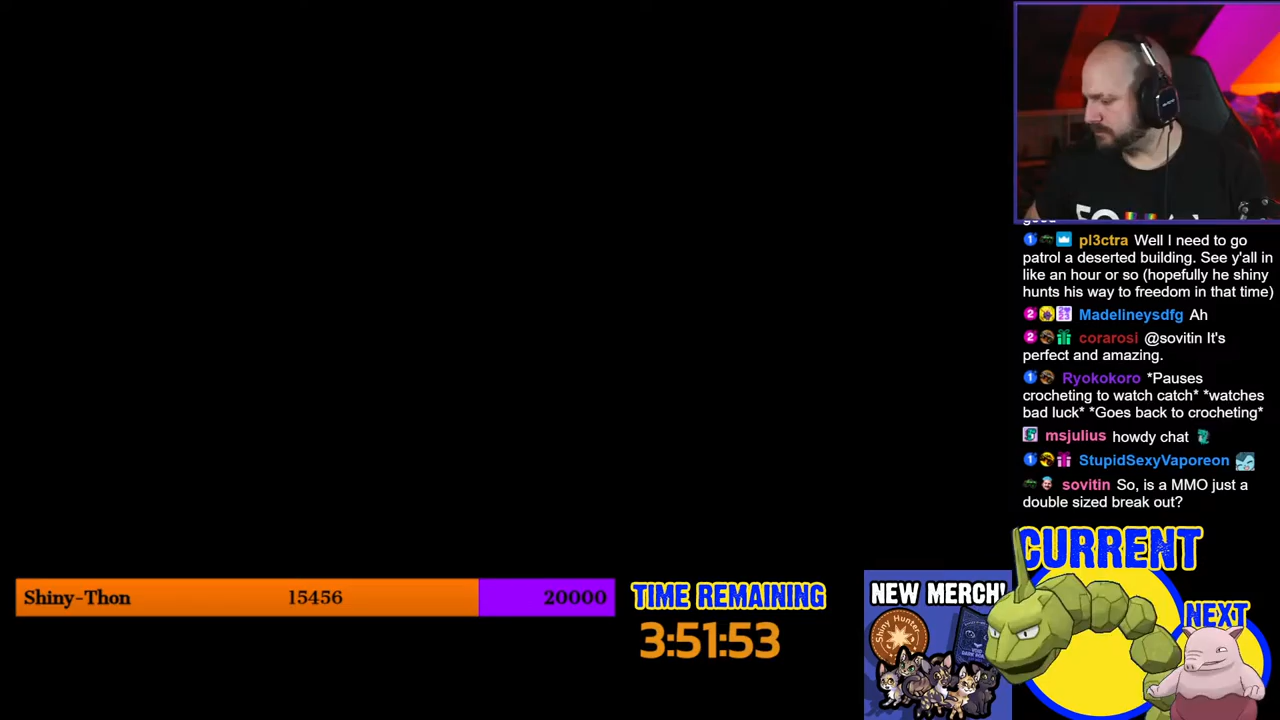 good
pl3ctra Well I need to go
patrol a deserted building. See y'all in
like an hour or so (hopefully he shiny
hunts his way to freedom in that time)
Madelineysdfg Ah
corarosi @sovitin It's
perfect and amazing.
Ryokokoro *Pauses
crocheting to watch catch* *watches
bad luck* *Goes back to crocheting*
msjulius howdy chat
StupidSexyVaporeon
sovitin So, is a MMO just a
double sized break out?
CURRENT
NEXT
NEW MERCH!
Shiny Hunter
TIME REMAINING
3:51:53
Shiny-Thon 15456 20000